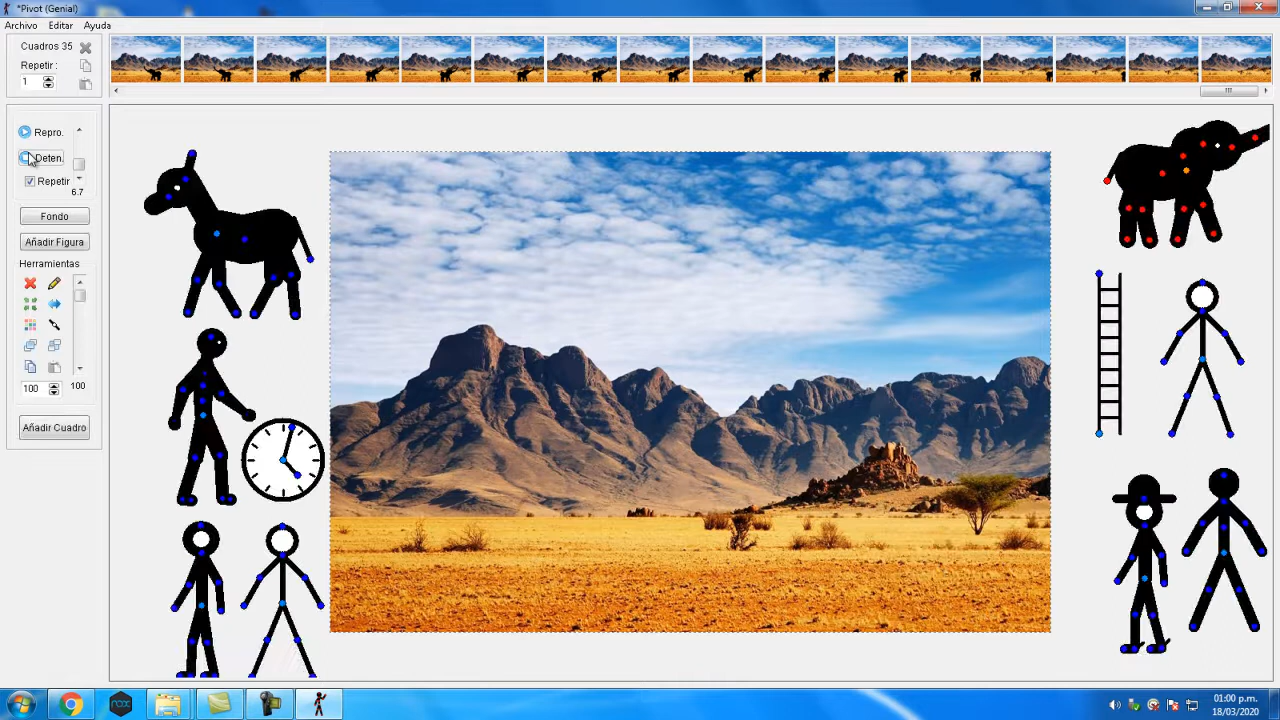 *Pivot (Genial)
Archivo Editar Ayuda
Cuadros 35
Repetir :
1
Repro.
Deten.
Repetir
6.7
Fondo
Añadir Figura
Herramientas
100 100
Añadir Cuadro
nox
01:00 p.m.
18/03/2020